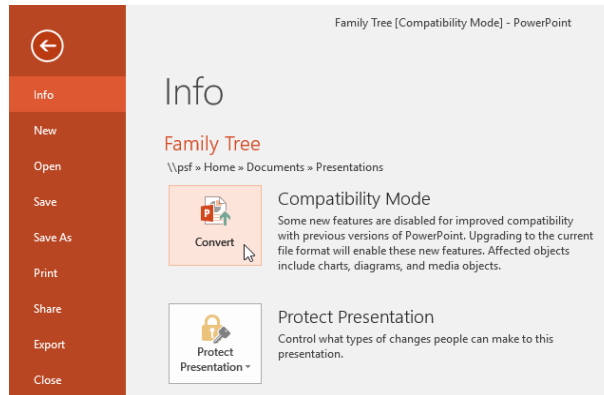 Family Tree [Compatibility Mode] - PowerPoint
Info
Info
New
Family Tree
Open
\\psf » Home » Documents » Presentations
Save
Save As
Print
Share
Export
Close
P
Convert
Compatibility Mode
Some new features are disabled for improved compatibility
with previous versions of PowerPoint. Upgrading to the current
file format will enable these new features. Affected objects
include charts, diagrams, and media objects.
Protect
Presentation
Protect Presentation
Control what types of changes people can make to this
presentation.